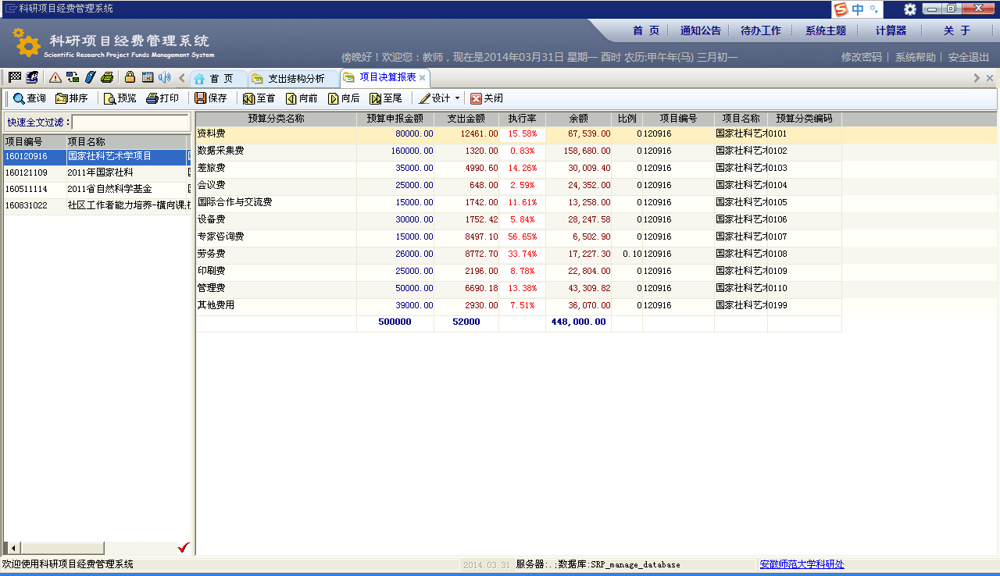 科研项目经费管理系统
中 °,
科研项目经费管理系统
Scientific Research Project Funds Management System
首 页 通知公告 待办工作 系统主题 计算器 关 于
傍晚好！欢迎您：教师，现在是2014年03月31日 星期一 酉时 农历:甲午年(马) 三月初一
修改密码 | 系统帮助 | 安全退出
首 页 支出结构分析 项目决算报表
查询 排序 预览 打印 保存 至首 向前 向后 至尾 设计 关闭
快速全文过滤：
项目编号 项目名称
160120916 国家社科艺术学项目
160121109 2011年国家社科
160511114 2011省自然科学基金
160831022 社区工作者能力培养-横向课,
预算分类名称 预算申报金额 支出金额 执行率 余额 比例 项目编号 项目名称 预算分类编码
资料费 80000.00 12461.00 15.58% 67,539.00 0 120916 国家社科艺 0101
数据采集费 160000.00 1320.00 0.83% 158,680.00 0 120916 国家社科艺 0102
差旅费 35000.00 4990.60 14.26% 30,009.40 0 120916 国家社科艺 0103
会议费 25000.00 648.00 2.59% 24,352.00 0 120916 国家社科艺 0104
国际合作与交流费 15000.00 1742.00 11.61% 13,258.00 0 120916 国家社科艺 0105
设备费 30000.00 1752.42 5.84% 28,247.58 0 120916 国家社科艺 0106
专家咨询费 15000.00 8497.10 56.65% 6,502.90 0 120916 国家社科艺 0107
劳务费 26000.00 8772.70 33.74% 17,227.30 0.10 120916 国家社科艺 0108
印刷费 25000.00 2196.00 8.78% 22,804.00 0 120916 国家社科艺 0109
管理费 50000.00 6690.18 13.38% 43,309.82 0 120916 国家社科艺 0110
其他费用 39000.00 2930.00 7.51% 36,070.00 0 120916 国家社科艺 0199
500000 52000 448,000.00
欢迎使用科研项目经费管理系统 2014.03.31 服务器:.;数据库:SRP_manage_database 安徽师范大学科研处